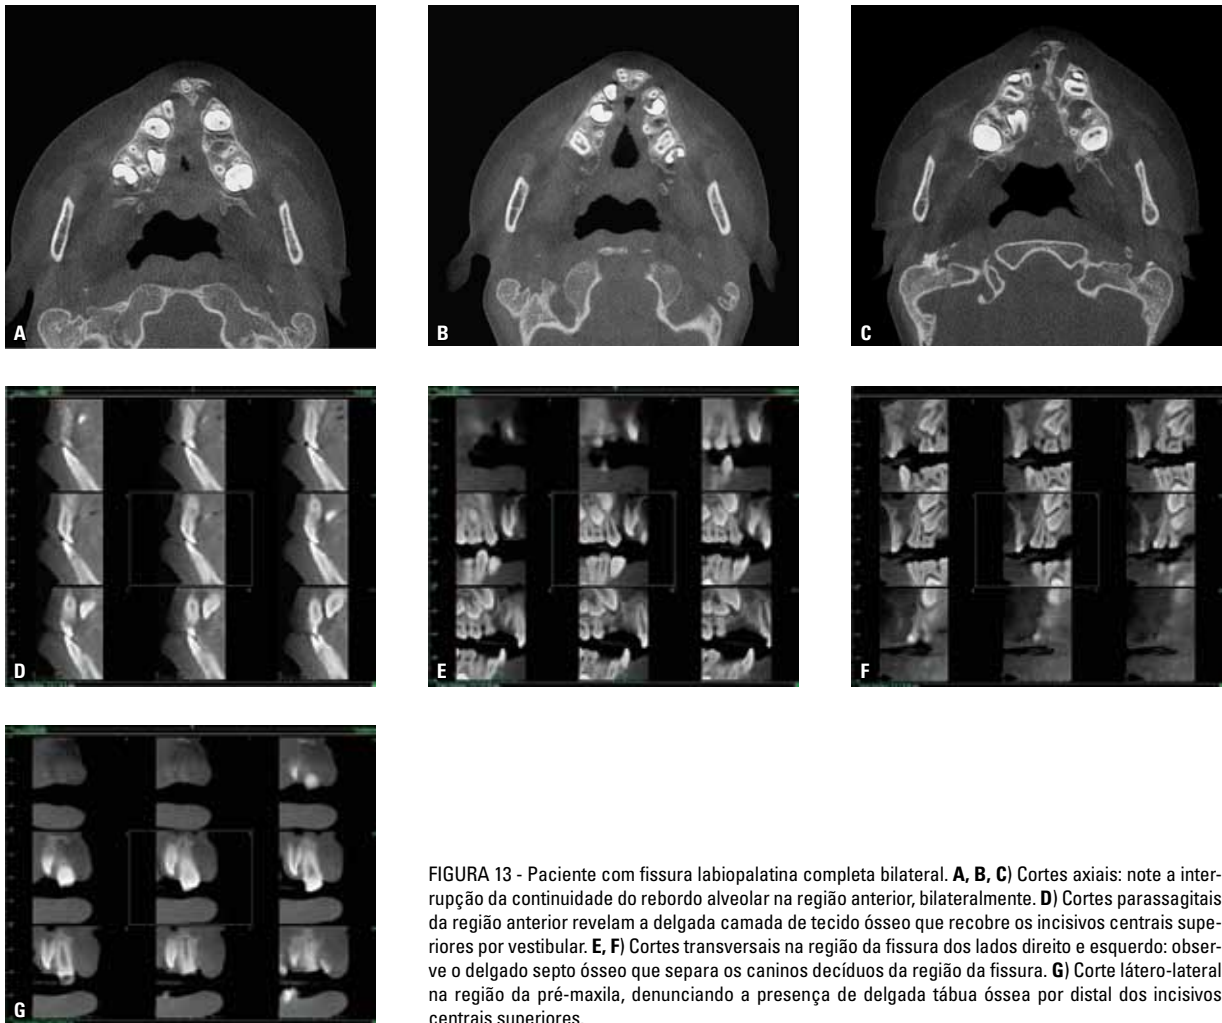 A
B
C
D
E
F
G
FIGURA 13 - Paciente com fissura labiopalatina completa bilateral. A, B, C) Cortes axiais: note a inter-
rupção da continuidade do rebordo alveolar na região anterior, bilateralmente. D) Cortes parassagitais
da região anterior revelam a delgada camada de tecido ósseo que recobre os incisivos centrais supe-
riores por vestibular. E, F) Cortes transversais na região da fissura dos lados direito e esquerdo: obser-
ve o delgado septo ósseo que separa os caninos decíduos da região da fissura. G) Corte látero-lateral
na região da pré-maxila, denunciando a presença de delgada tábua óssea por distal dos incisivos
centrais superiores.